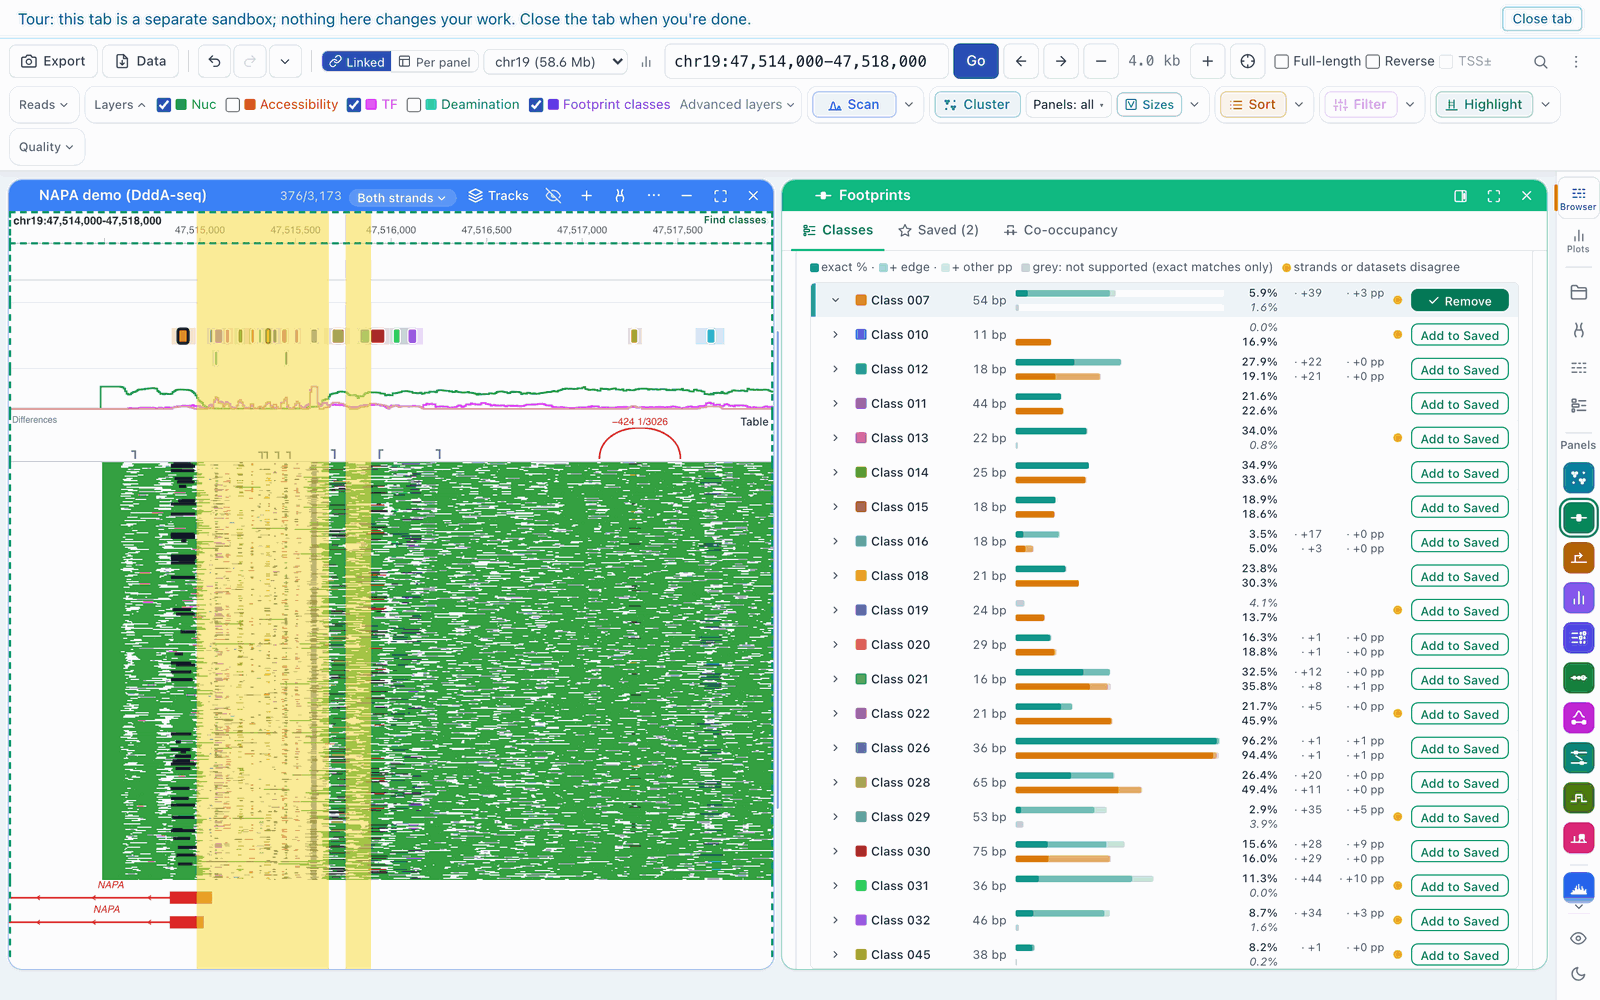 Tour: this tab is a separate sandbox; nothing here changes your work. Close the tab when you're done.
Close tab
Export
Data
Linked
Per panel
chr19 (58.6 Mb)
chr19:47,514,000–47,518,000
Go
4.0 kb
Full-length
Reverse
TSS±
Reads
Layers
Nuc
Accessibility
TF
Deamination
Footprint classes
Advanced layers
Scan
Cluster
Panels: all
Sizes
Sort
Filter
Highlight
Quality
NAPA demo (DddA-seq)
376/3,173
Both strands
Tracks
chr19:47,514,000-47,518,000
Find classes
47,515,000
47,515,500
47,516,000
47,516,500
47,517,000
47,517,500
Differences
−424 1/3026
Table
NAPA
NAPA
Footprints
Classes
Saved (2)
Co-occupancy
exact % · + edge · + other pp grey: not supported (exact matches only) strands or datasets disagree
Class 007 54 bp 5.9% · +39 · +3 pp Remove
1.6%
Class 010 11 bp 0.0% Add to Saved
16.9%
Class 012 18 bp 27.9% · +22 · +0 pp Add to Saved
19.1% · +21 · +0 pp
Class 011 44 bp 21.6% Add to Saved
22.6%
Class 013 22 bp 34.0% Add to Saved
0.8%
Class 014 25 bp 34.9% Add to Saved
33.6%
Class 015 18 bp 18.9% Add to Saved
18.6%
Class 016 18 bp 3.5% · +17 · +0 pp Add to Saved
5.0% · +3 · +0 pp
Class 018 21 bp 23.8% Add to Saved
30.3%
Class 019 24 bp 4.1% Add to Saved
13.7%
Class 020 29 bp 16.3% · +1 · +0 pp Add to Saved
18.8% · +1 · +0 pp
Class 021 16 bp 32.5% · +12 · +0 pp Add to Saved
35.8% · +8 · +1 pp
Class 022 21 bp 21.7% · +5 · +0 pp Add to Saved
45.9%
Class 026 36 bp 96.2% · +1 · +1 pp Add to Saved
94.4% · +1 · +1 pp
Class 028 65 bp 26.4% · +20 · +0 pp Add to Saved
49.4% · +11 · +0 pp
Class 029 53 bp 2.9% · +35 · +5 pp Add to Saved
3.9%
Class 030 75 bp 15.6% · +28 · +9 pp Add to Saved
16.0% · +29 · +0 pp
Class 031 36 bp 11.3% · +44 · +10 pp Add to Saved
0.0%
Class 032 46 bp 8.7% · +34 · +3 pp Add to Saved
1.6%
Class 045 38 bp 8.2% · +1 · +0 pp Add to Saved
0.2%
Browser
Plots
Panels